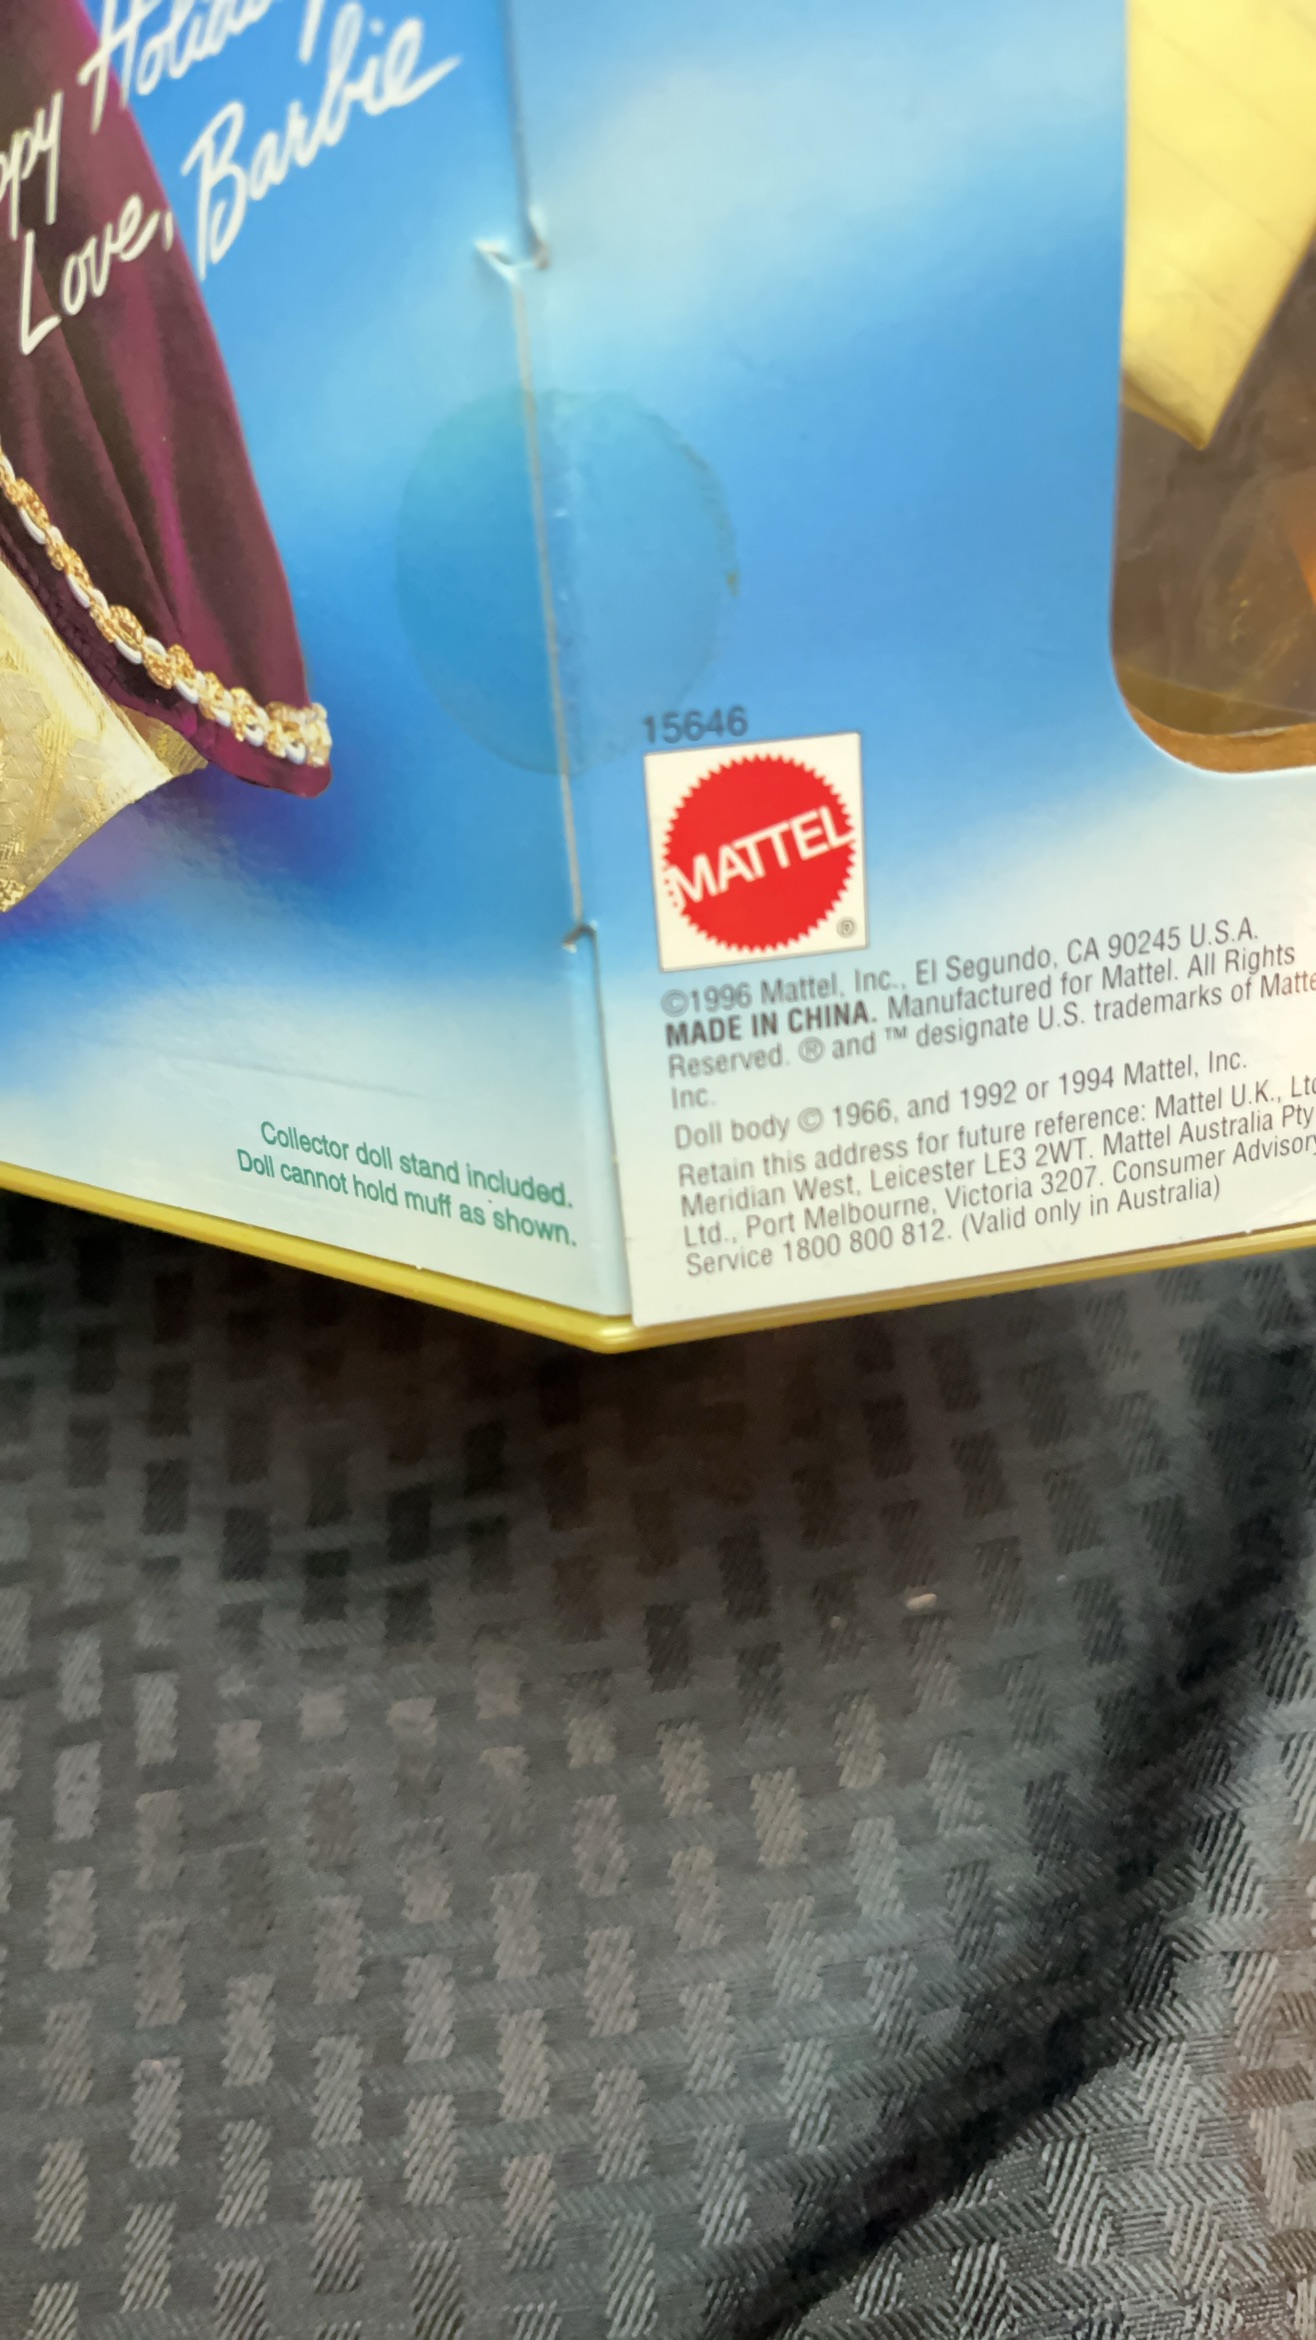 Love, Barbie
15646
MATTEL
®
©1996 Mattel, Inc., El Segundo, CA 90245 U.S.A.
MADE IN CHINA. Manufactured for Mattel. All Rights
Reserved. ® and ™ designate U.S. trademarks of
Inc.
Doll body © 1966, and 1992 or 1994 Mattel, Inc.
Retain this address for future reference: Mattel U.K.,
Meridian West, Leicester LE3 2WT. Mattel Australia Pty
Ltd., Port Melbourne, Victoria 3207. Consumer
Service 1800 800 812. (Valid only in Australia)
Collector doll stand included.
Doll cannot hold muff as shown.